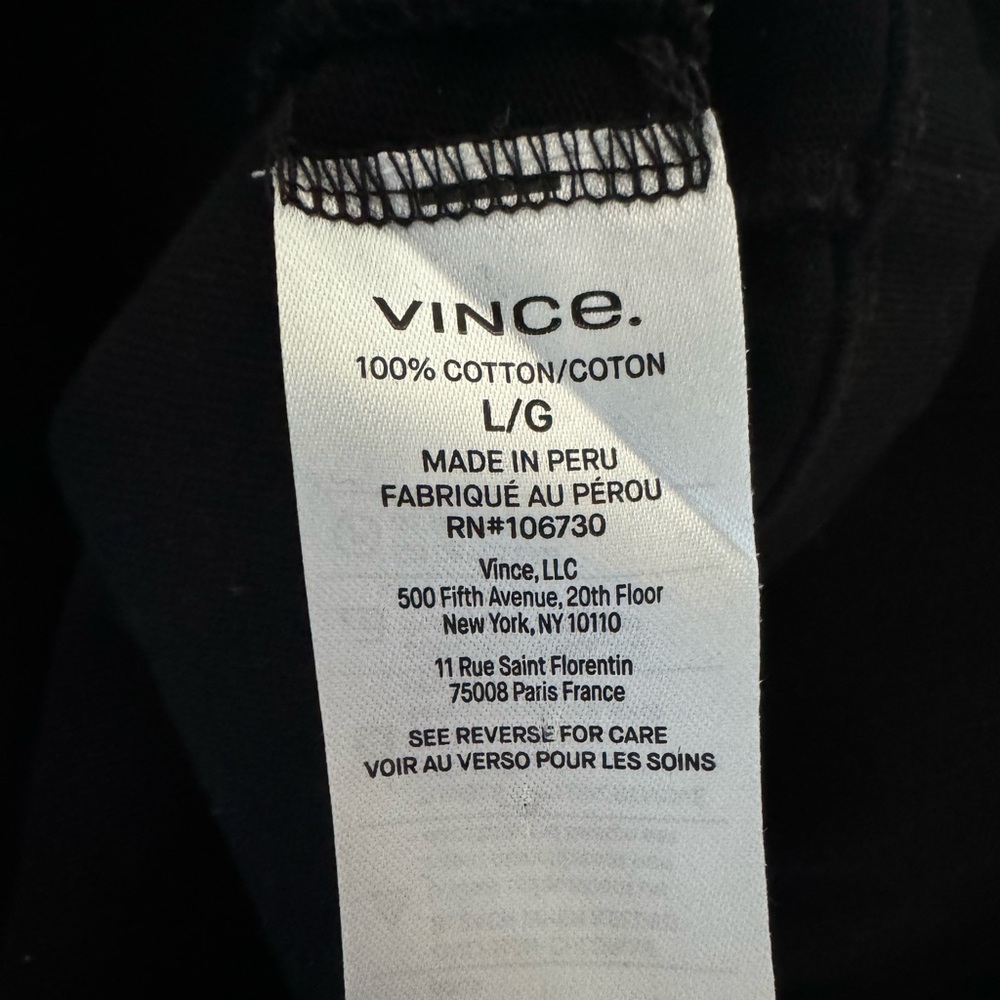 VINCe.
100% COTTON/COTON
L/G
MADE IN PERU
FABRIQUÉ AU PÉROU
RN#106730
Vince, LLC
500 Fifth Avenue, 20th Floor
New York, NY 10110
11 Rue Saint Florentin
75008 Paris France
SEE REVERSE FOR CARE
VOIR AU VERSO POUR LES SOINS